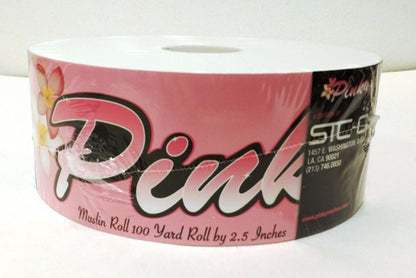 Pink
Muslin Roll 100 Yard Roll by 2.5 Inches
Pink
STC-
1457 E. WASHINGTON
LA, CA 90021
(213) 746.0850